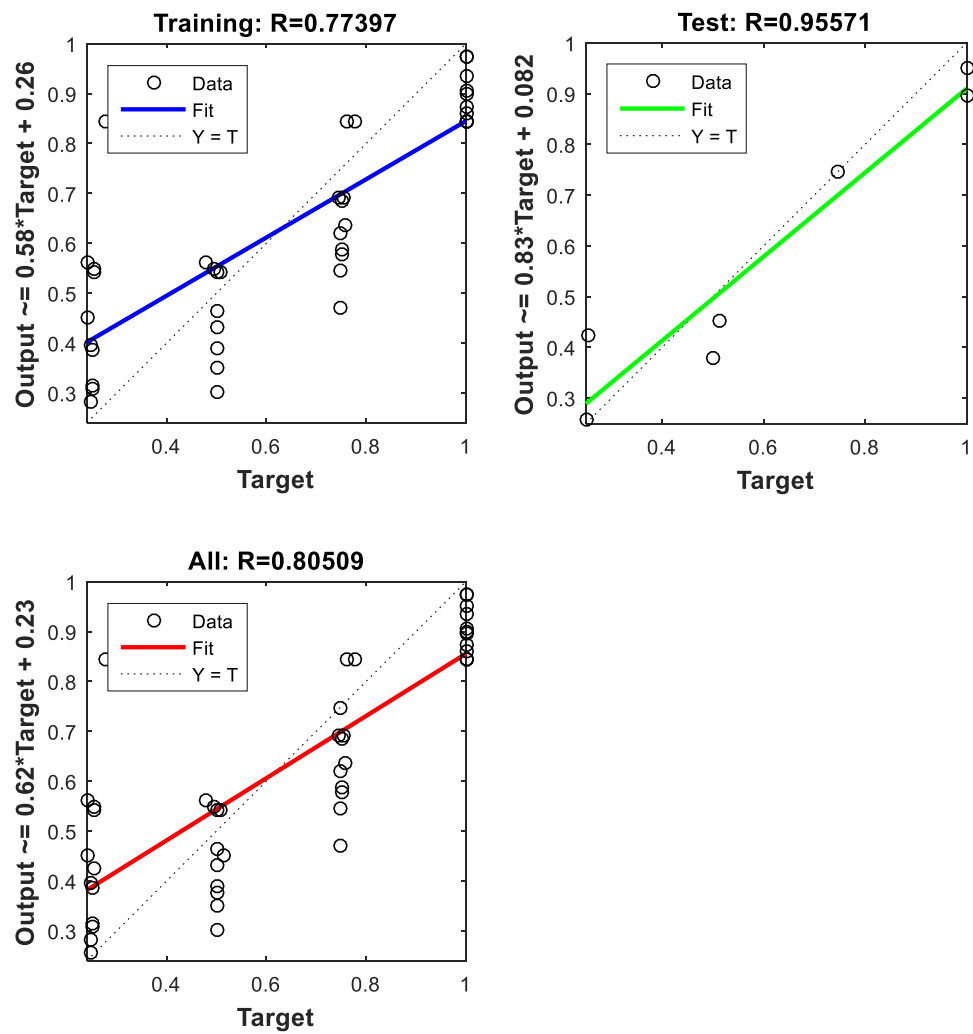 Training: R=0.77397
Output ~= 0.58*Target + 0.26
1
0.9
0.8
0.7
0.6
0.5
0.4
0.3
Data
Fit
Y = T
0.4
0.6
0.8
1
Target
Test: R=0.95571
Output ~= 0.83*Target + 0.082
1
0.9
0.8
0.7
0.6
0.5
0.4
0.3
Data
Fit
Y = T
0.4
0.6
0.8
1
Target
All: R=0.80509
Output ~= 0.62*Target + 0.23
1
0.9
0.8
0.7
0.6
0.5
0.4
0.3
Data
Fit
Y = T
0.4
0.6
0.8
1
Target